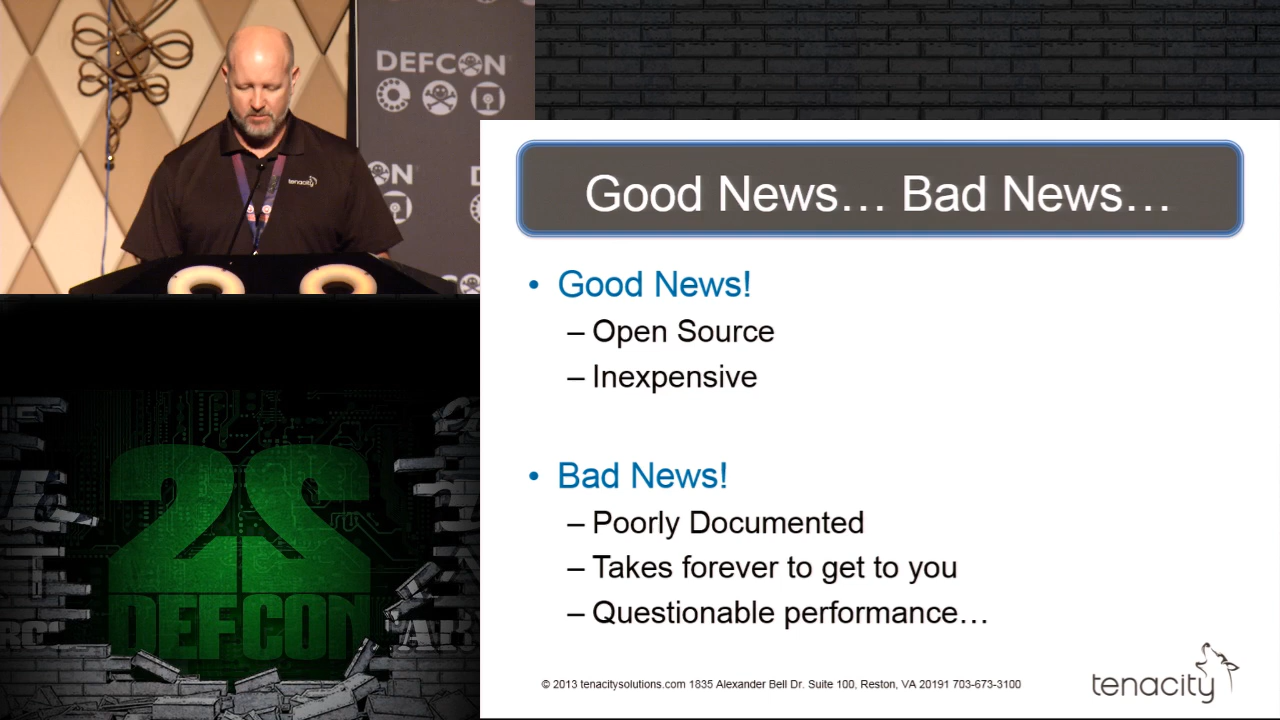 DEFCON
tenacity
Good News… Bad News…
• Good News!
– Open Source
– Inexpensive
• Bad News!
– Poorly Documented
– Takes forever to get to you
– Questionable performance…
© 2013 tenacitysolutions.com 1835 Alexander Bell Dr. Suite 100, Reston, VA 20191 703-673-3100
tenacity
22
DEFCON